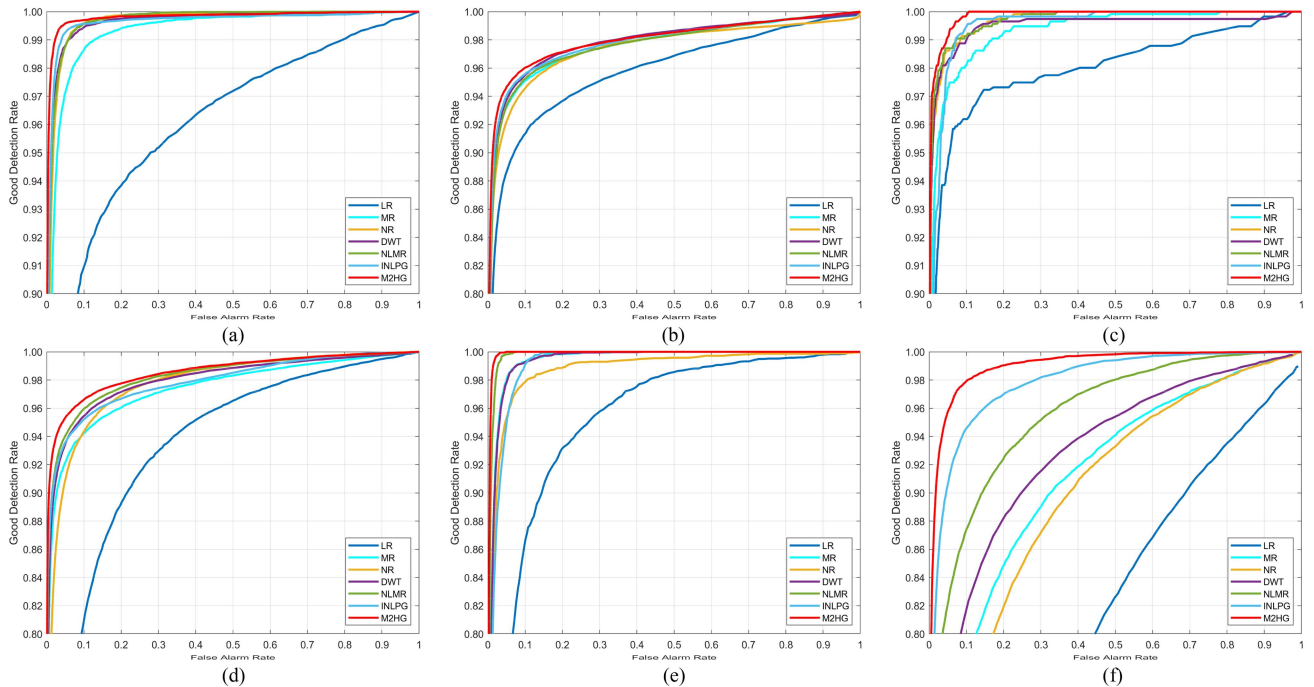 1.00
0.99
0.98
0.97
0.96
0.95
0.94
0.93
0.92
0.91
0.90
Good Detection Rate
0 0.1 0.2 0.3 0.4 0.5 0.6 0.7 0.8 0.9 1
False Alarm Rate
LR
MR
NR
DWT
NLMR
INLPG
M2HG
(a)
1.00
0.98
0.96
0.94
0.92
0.90
0.88
0.86
0.84
0.82
0.80
Good Detection Rate
0 0.1 0.2 0.3 0.4 0.5 0.6 0.7 0.8 0.9 1
False Alarm Rate
LR
MR
NR
DWT
NLMR
INLPG
M2HG
(b)
1.00
0.99
0.98
0.97
0.96
0.95
0.94
0.93
0.92
0.91
0.90
Good Detection Rate
0 0.1 0.2 0.3 0.4 0.5 0.6 0.7 0.8 0.9 1
False Alarm Rate
LR
MR
NR
DWT
NLMR
INLPG
M2HG
(c)
1.00
0.98
0.96
0.94
0.92
0.90
0.88
0.86
0.84
0.82
0.80
Good Detection Rate
0 0.1 0.2 0.3 0.4 0.5 0.6 0.7 0.8 0.9 1
False Alarm Rate
LR
MR
NR
DWT
NLMR
INLPG
M2HG
(d)
1.00
0.98
0.96
0.94
0.92
0.90
0.88
0.86
0.84
0.82
0.80
Good Detection Rate
0 0.1 0.2 0.3 0.4 0.5 0.6 0.7 0.8 0.9 1
False Alarm Rate
LR
MR
NR
DWT
NLMR
INLPG
M2HG
(e)
1.00
0.98
0.96
0.94
0.92
0.90
0.88
0.86
0.84
0.82
0.80
Good Detection Rate
0 0.1 0.2 0.3 0.4 0.5 0.6 0.7 0.8 0.9 1
False Alarm Rate
LR
MR
NR
DWT
NLMR
INLPG
M2HG
(f)